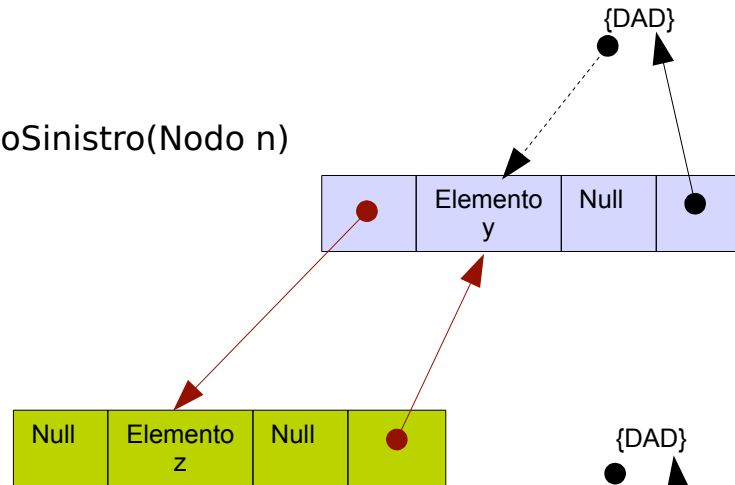 {DAD}
oSinistro(Nodo n)
Elemento
y
Null
Null
Elemento
z
Null
{DAD}